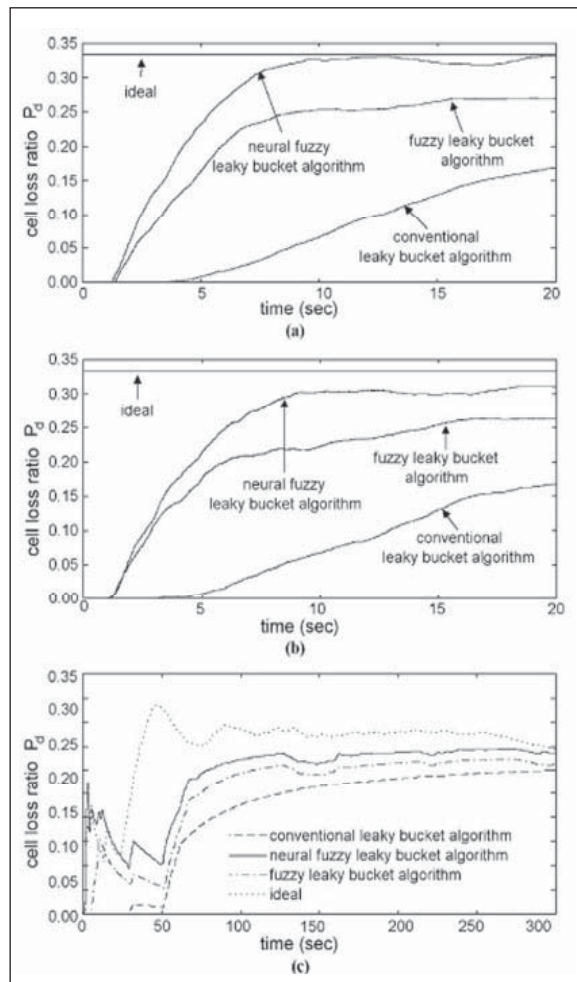 0.35
0.30
0.25
0.20
0.15
0.10
0.05
0.00
cell loss ratio P_d
ideal
neural fuzzy
leaky bucket algorithm
fuzzy leaky bucket
algorithm
conventional
leaky bucket algorithm
0 5 10 15 20
time (sec)
(a)
0.35
0.30
0.25
0.20
0.15
0.10
0.05
0.00
cell loss ratio P_d
ideal
neural fuzzy
leaky bucket algorithm
fuzzy leaky bucket
algorithm
conventional
leaky bucket algorithm
0 5 10 15 20
time (sec)
(b)
0.35
0.30
0.25
0.20
0.15
0.10
0.05
0.00
cell loss ratio P_d
conventional leaky bucket algorithm
neural fuzzy leaky bucket algorithm
fuzzy leaky bucket algorithm
ideal
0 50 100 150 200 250 300
time (sec)
(c)